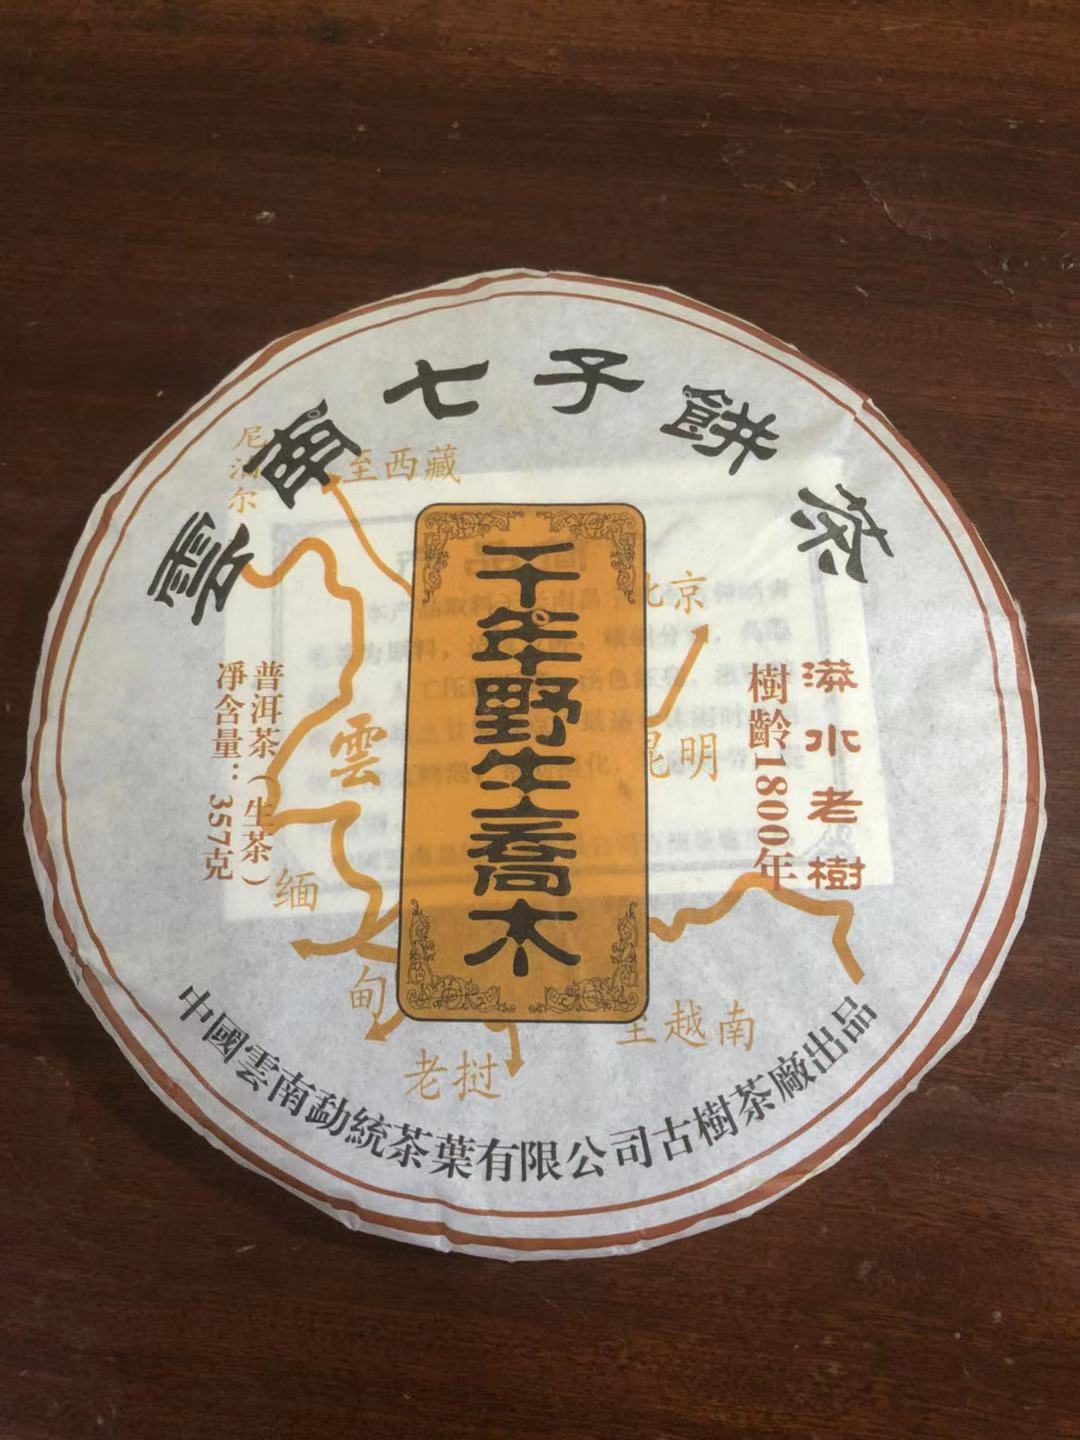 雲南七子餅茶
尼泊尔
至西藏
千年野生喬木
北京
昆明
雲
漭水老樹
樹齡1800年
普洱茶（生茶）
净含量：357克
缅
甸
老挝
至越南
中國雲南勐統茶葉有限公司古樹茶廠出品